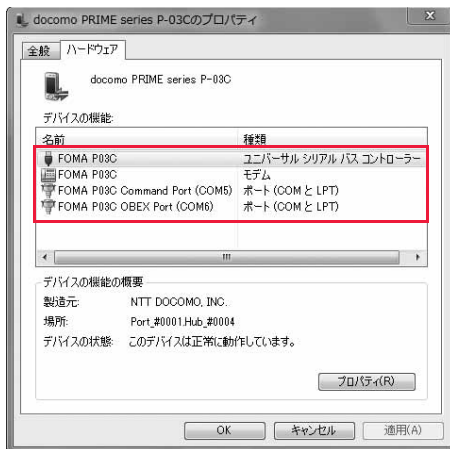 docomo PRIME series P-03Cのプロパティ
全般 ハードウェア
docomo PRIME series P-03C
デバイスの機能:
名前 種類
FOMA P03C ユニバーサル シリアル バス コントローラー
FOMA P03C モデム
FOMA P03C Command Port (COM5) ポート (COM と LPT)
FOMA P03C OBEX Port (COM6) ポート (COM と LPT)
デバイスの機能の概要
製造元: NTT DOCOMO, INC.
場所: Port_#0001.Hub_#0004
デバイスの状態: このデバイスは正常に動作しています。
プロパティ(R)
OK キャンセル 適用(A)